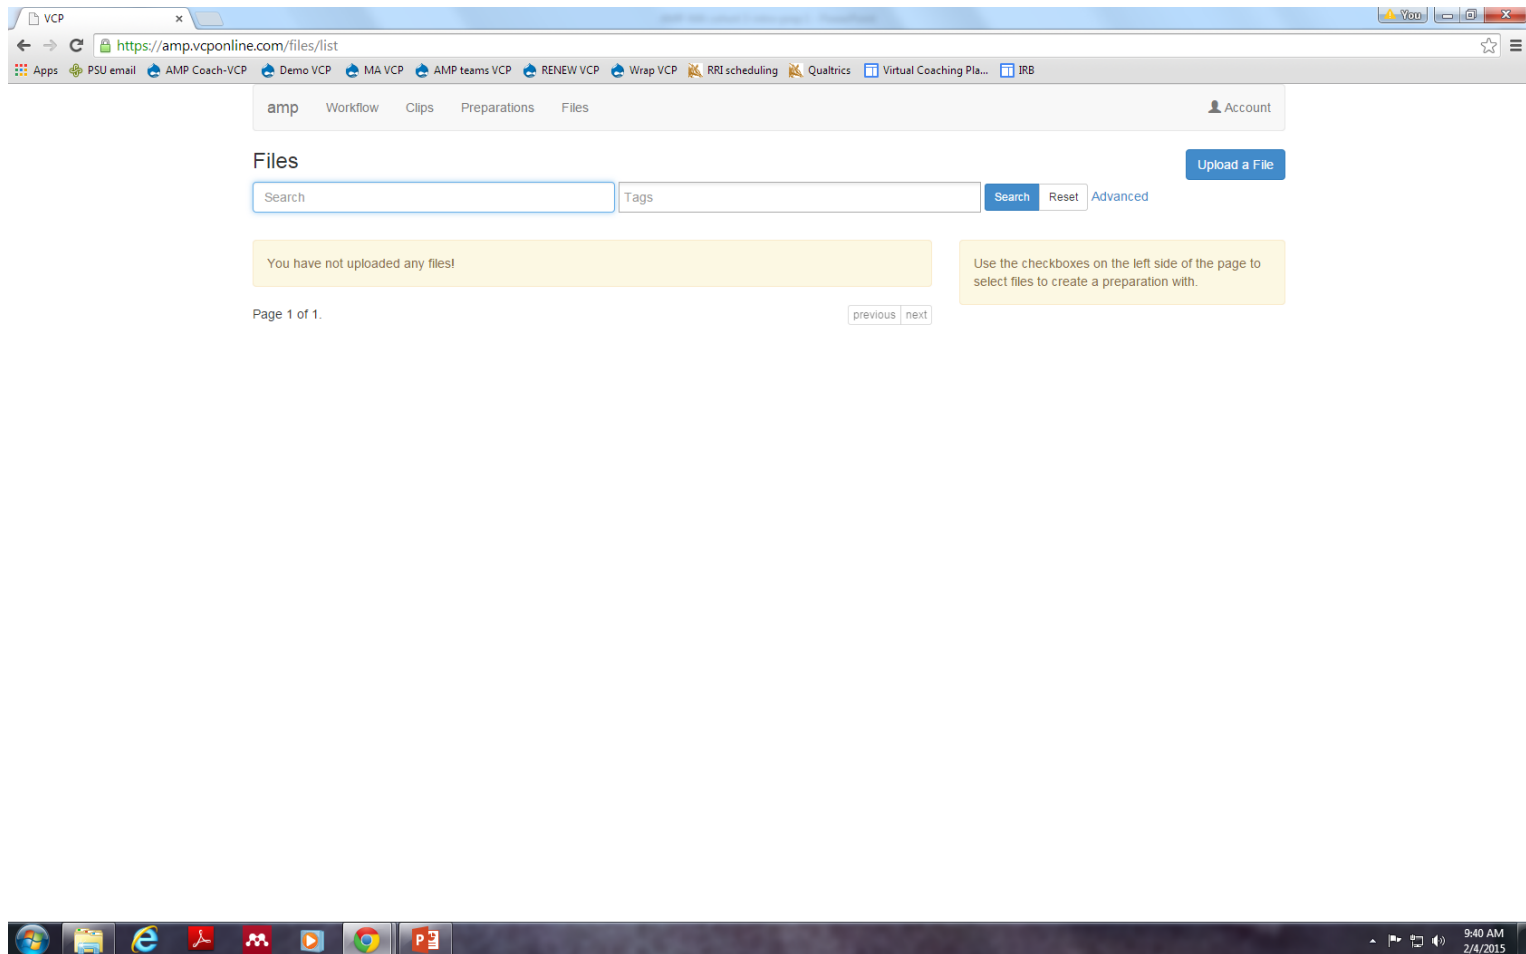 VCP
You
https://amp.vcponline.com/files/list
Apps PSU email AMP Coach-VCP Demo VCP MA VCP AMP teams VCP RENEW VCP Wrap VCP RRI scheduling Qualtrics Virtual Coaching Pla... IRB
amp Workflow Clips Preparations Files Account
Files
Upload a File
Search Tags Search Reset Advanced
You have not uploaded any files!
Use the checkboxes on the left side of the page to
select files to create a preparation with.
Page 1 of 1.
previous next
9:40 AM
2/4/2015